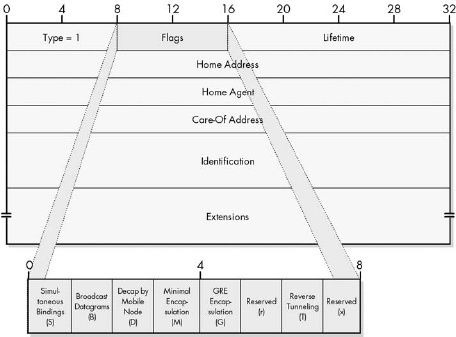 0 4 8 12 16 20 24 28 32
Type = 1 Flags Lifetime
Home Address
Home Agent
Care-Of Address
Identification
Extensions
0 4 8
Simul-
taneous
Bindings
(S)
Broadcast
Datagrams
(B)
Decap by
Mobile
Node
(D)
Minimal
Encap-
sulation
(M)
GRE
Encap-
sulation
(G)
Reserved
(r)
Reverse
Tunneling
(T)
Reserved
(x)